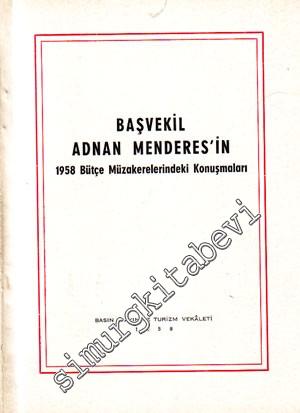 BAŞVEKİL
ADNAN MENDERES'İN
1958 Bütçe Müzakerelerindeki Konuşmaları
BASIN TURİZM VEKÂLETİ
simurgkitabevi